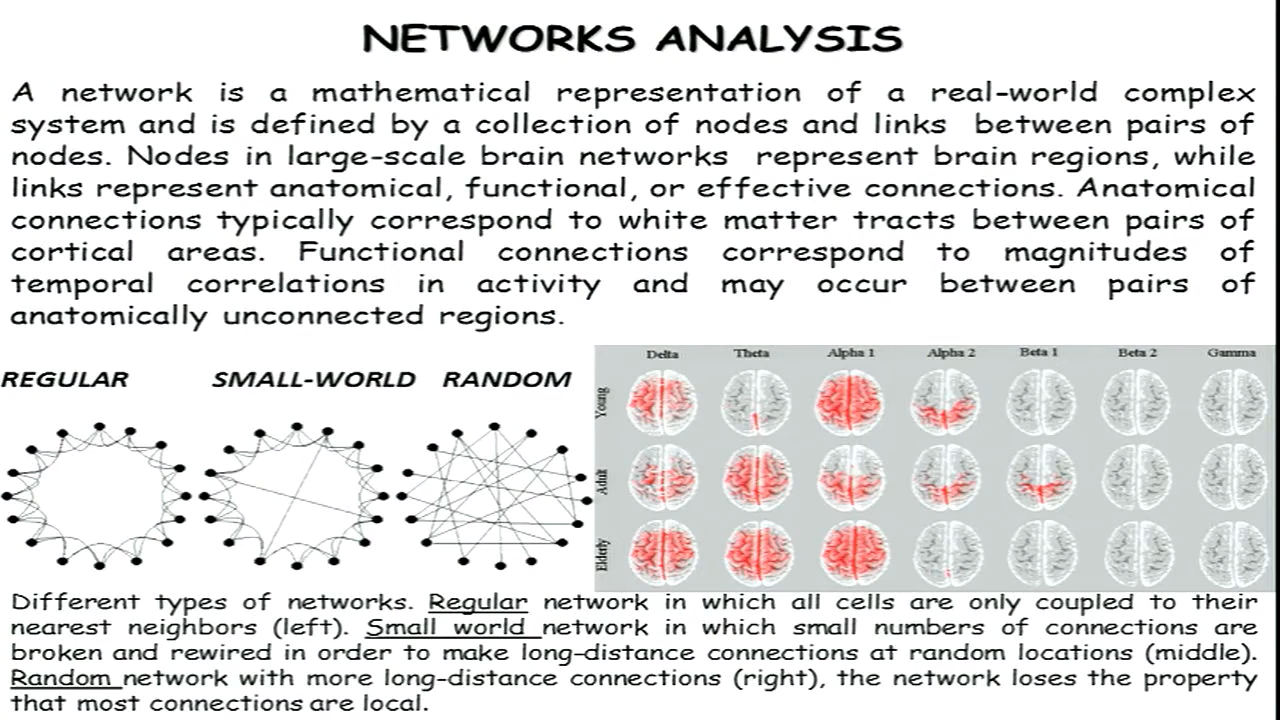 NETWORKS ANALYSIS
A network is a mathematical representation of a real-world complex
system and is defined by a collection of nodes and links between pairs of
nodes. Nodes in large-scale brain networks represent brain regions, while
links represent anatomical, functional, or effective connections. Anatomical
connections typically correspond to white matter tracts between pairs of
cortical areas. Functional connections correspond to magnitudes of
temporal correlations in activity and may occur between pairs of
anatomically unconnected regions.
REGULAR SMALL-WORLD RANDOM
Delta Theta Alpha 1 Alpha 2 Beta 1 Beta 2 Gamma
Young
Adult
Elderly
Different types of networks. Regular network in which all cells are only coupled to their
nearest neighbors (left). Small world network in which small numbers of connections are
broken and rewired in order to make long-distance connections at random locations (middle).
Random network with more long-distance connections (right), the network loses the property
that most connections are local.